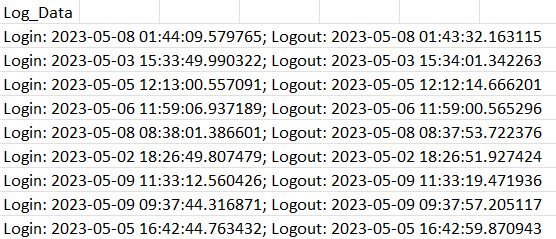 Log_Data
Login: 2023-05-08 01:44:09.579765; Logout: 2023-05-08 01:43:32.163115
Login: 2023-05-03 15:33:49.990322; Logout: 2023-05-03 15:34:01.342263
Login: 2023-05-05 12:13:00.557091; Logout: 2023-05-05 12:12:14.666201
Login: 2023-05-06 11:59:06.937189; Logout: 2023-05-06 11:59:00.565296
Login: 2023-05-08 08:38:01.386601; Logout: 2023-05-08 08:37:53.722376
Login: 2023-05-02 18:26:49.807479; Logout: 2023-05-02 18:26:51.927424
Login: 2023-05-09 11:33:12.560426; Logout: 2023-05-09 11:33:19.471936
Login: 2023-05-09 09:37:44.316871; Logout: 2023-05-09 09:37:57.205117
Login: 2023-05-05 16:42:44.763432; Logout: 2023-05-05 16:42:59.870943